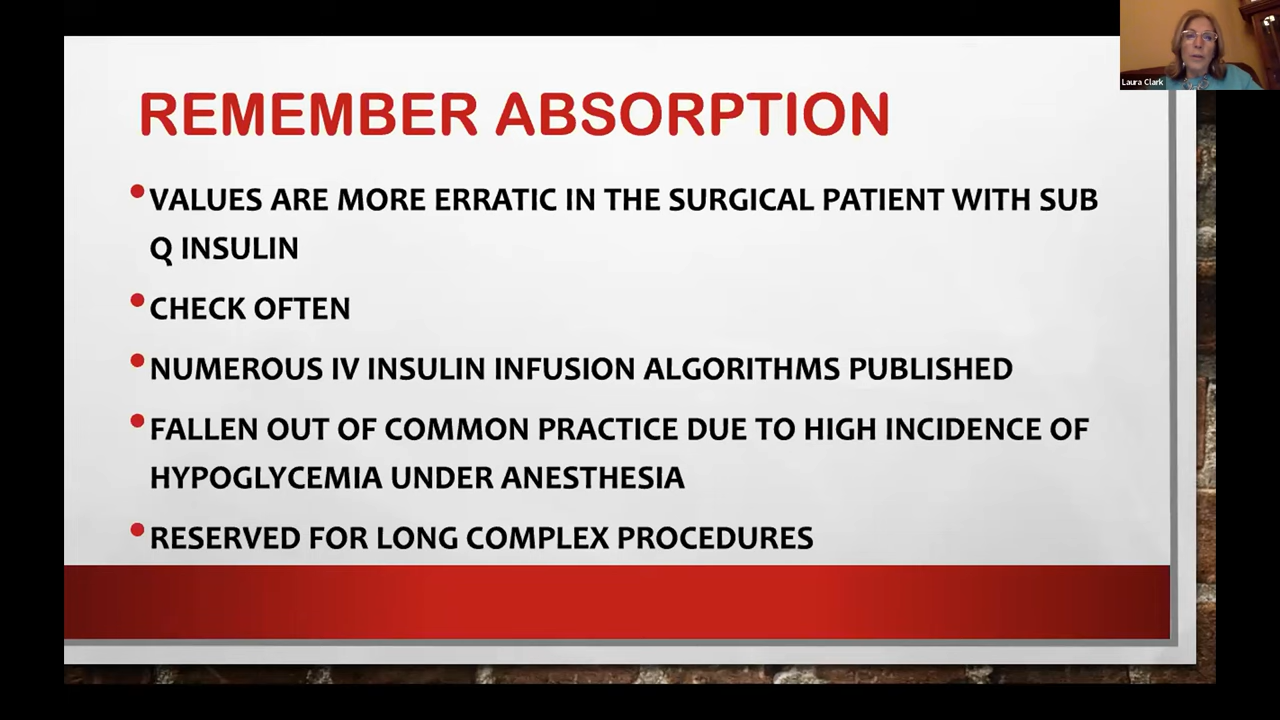 REMEMBER ABSORPTION
•VALUES ARE MORE ERRATIC IN THE SURGICAL PATIENT WITH SUB
Q INSULIN
•CHECK OFTEN
•NUMEROUS IV INSULIN INFUSION ALGORITHMS PUBLISHED
•FALLEN OUT OF COMMON PRACTICE DUE TO HIGH INCIDENCE OF
HYPOGLYCEMIA UNDER ANESTHESIA
•RESERVED FOR LONG COMPLEX PROCEDURES
Laura Clark